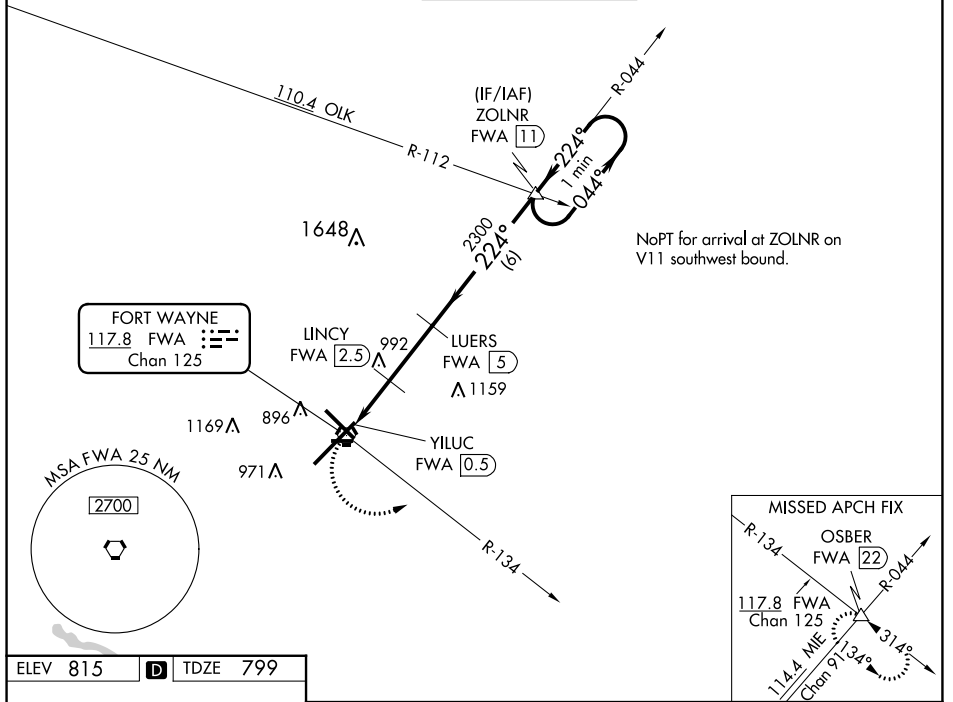 110.4 OLK
R-112
(IF/IAF)
ZOLNR
FWA 11
R-044
224°
1 min
044°
1648
2300
224°
(6)
NoPT for arrival at ZOLNR on
V11 southwest bound.
FORT WAYNE
117.8 FWA
Chan 125
LINCY
FWA 2.5
992
LUERS
FWA 5
1159
1169
896
971
YILUC
FWA 0.5
MSA FWA 25 NM
2700
R-134
MISSED APCH FIX
R-134
OSBER
FWA 22
R-044
117.8 FWA
Chan 125
114.4 MIE
Chan 91
134°
314°
ELEV 815 D TDZE 799